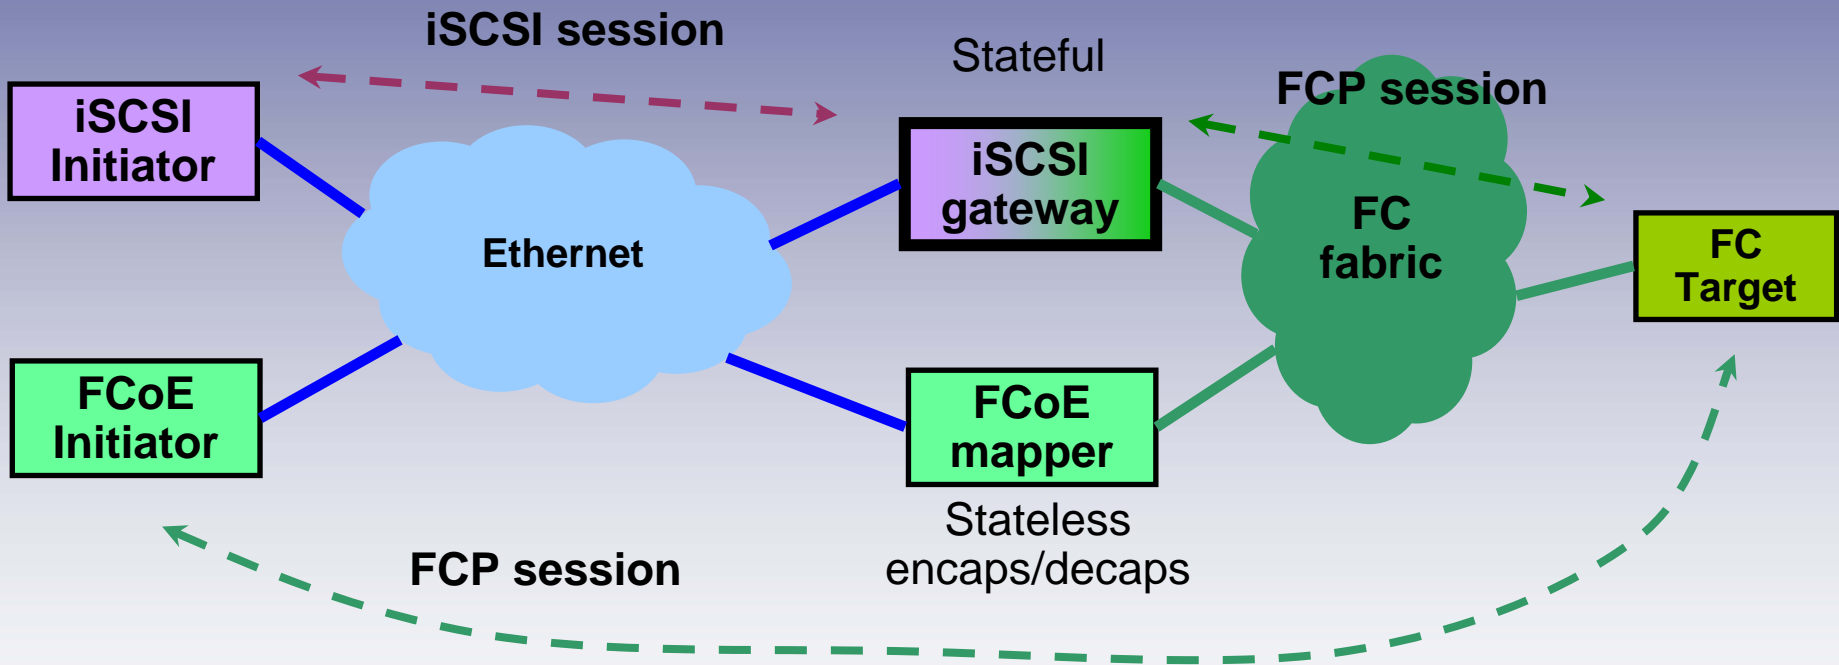 iSCSI session
Stateful
FCP session
iSCSI
Initiator
iSCSI
gateway
Ethernet
FC
fabric
FC
Target
FCoE
Initiator
FCoE
mapper
Stateless
encaps/decaps
FCP session